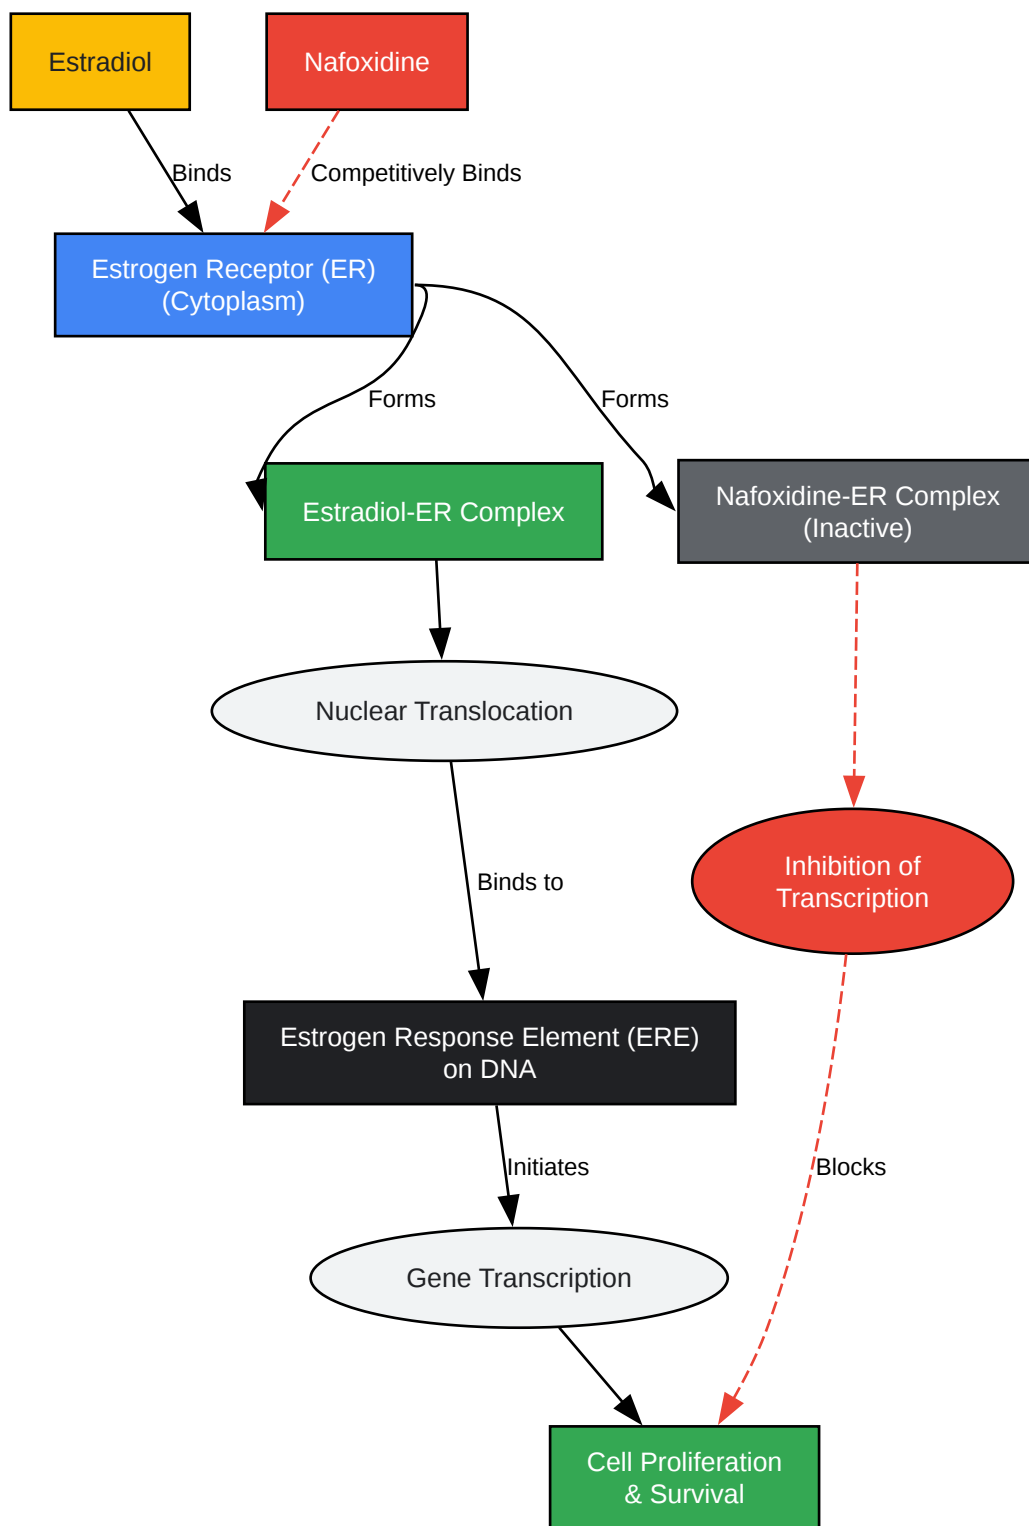 Estradiol
Nafoxidine
Binds
Competitively Binds
Estrogen Receptor (ER)
(Cytoplasm)
Forms
Forms
Estradiol-ER Complex
Nafoxidine-ER Complex
(Inactive)
Nuclear Translocation
Inhibition of
Transcription
Binds to
Estrogen Response Element (ERE)
on DNA
Initiates
Blocks
Gene Transcription
Cell Proliferation
& Survival